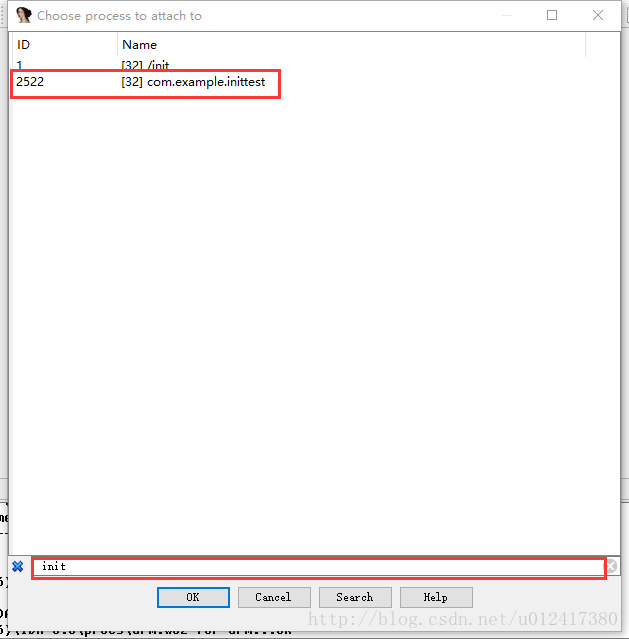 Choose process to attach to
ID Name
1 [32] /init
2522 [32] com.example.inittest
init
OK Cancel Search Help
http://blog.csdn.net/u012417380